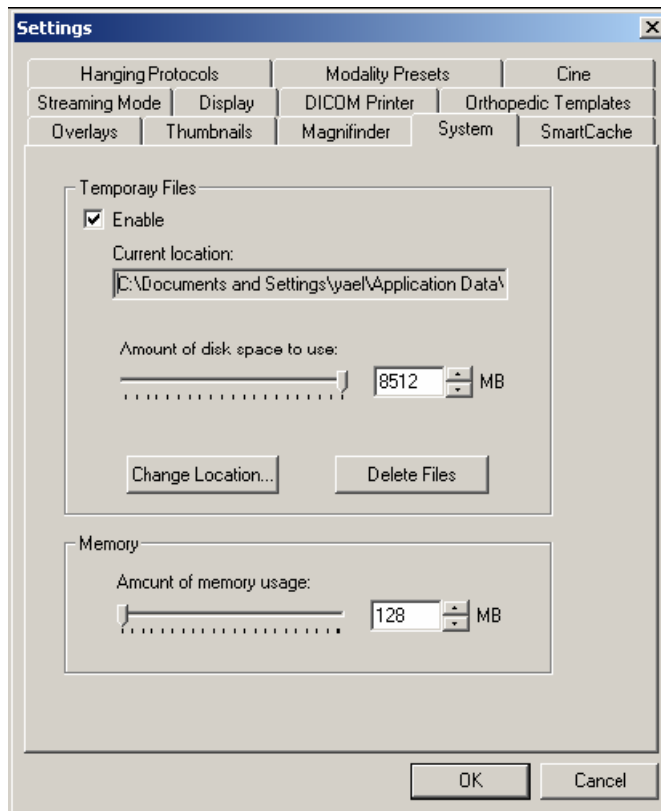 Settings
Hanging Protocols Modality Presets Cine
Streaming Mode Display DICOM Printer Orthopedic Templates
Overlays Thumbnails Magnifinder System SmartCache
Temporary Files
Enable
Current location:
C:\Documents and Settings\yael\Application Data\
Amount of disk space to use:
8512 MB
Change Location... Delete Files
Memory
Amount of memory usage:
128 MB
OK Cancel